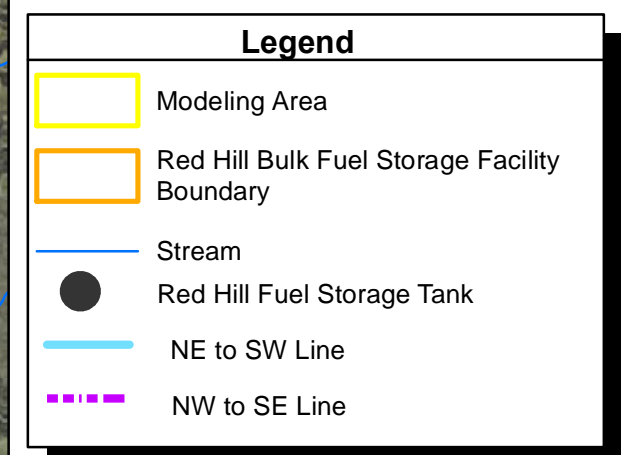 Legend
Modeling Area
Red Hill Bulk Fuel Storage Facility
Boundary
Stream
Red Hill Fuel Storage Tank
NE to SW Line
NW to SE Line